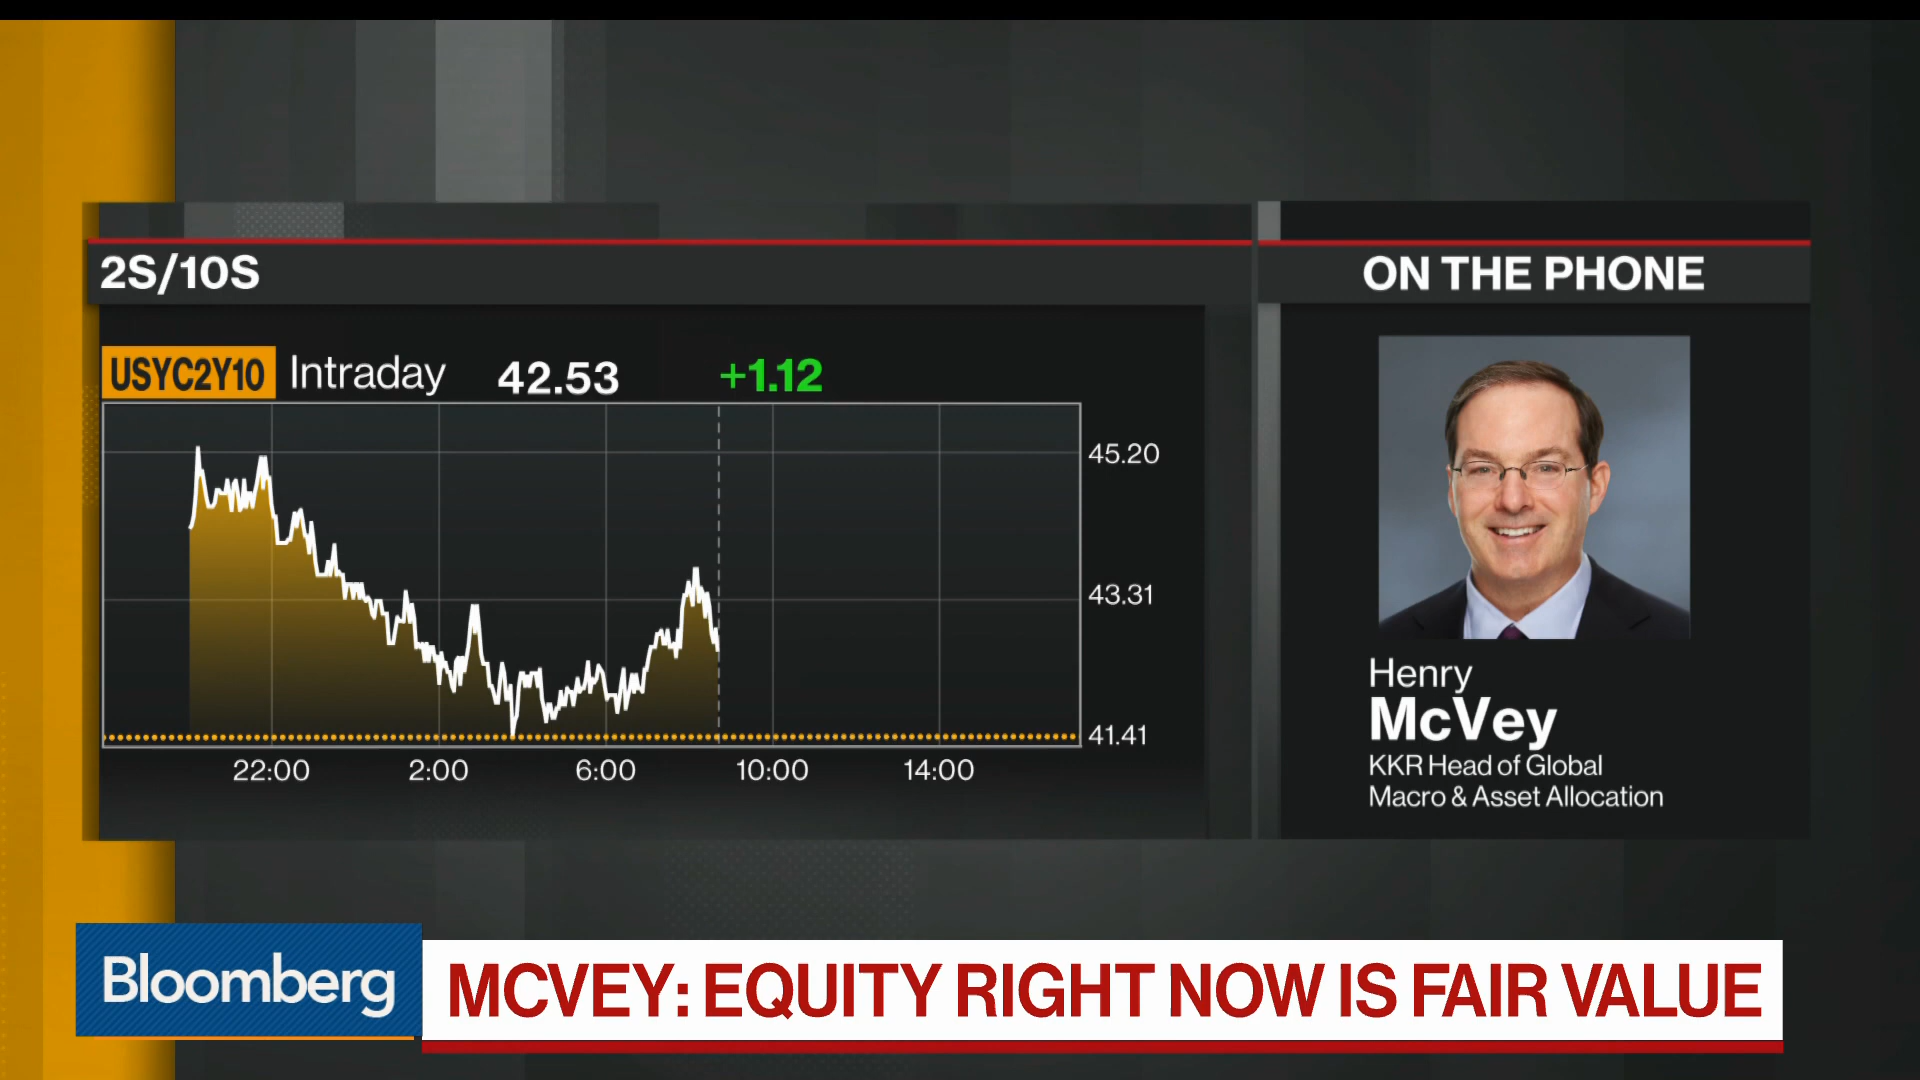 2S/10S
ON THE PHONE
USYC2Y10 Intraday 42.53 +1.12
45.20
43.31
41.41
22:00 2:00 6:00 10:00 14:00
Henry
McVey
KKR Head of Global
Macro & Asset Allocation
Bloomberg
MCVEY: EQUITY RIGHT NOW IS FAIR VALUE